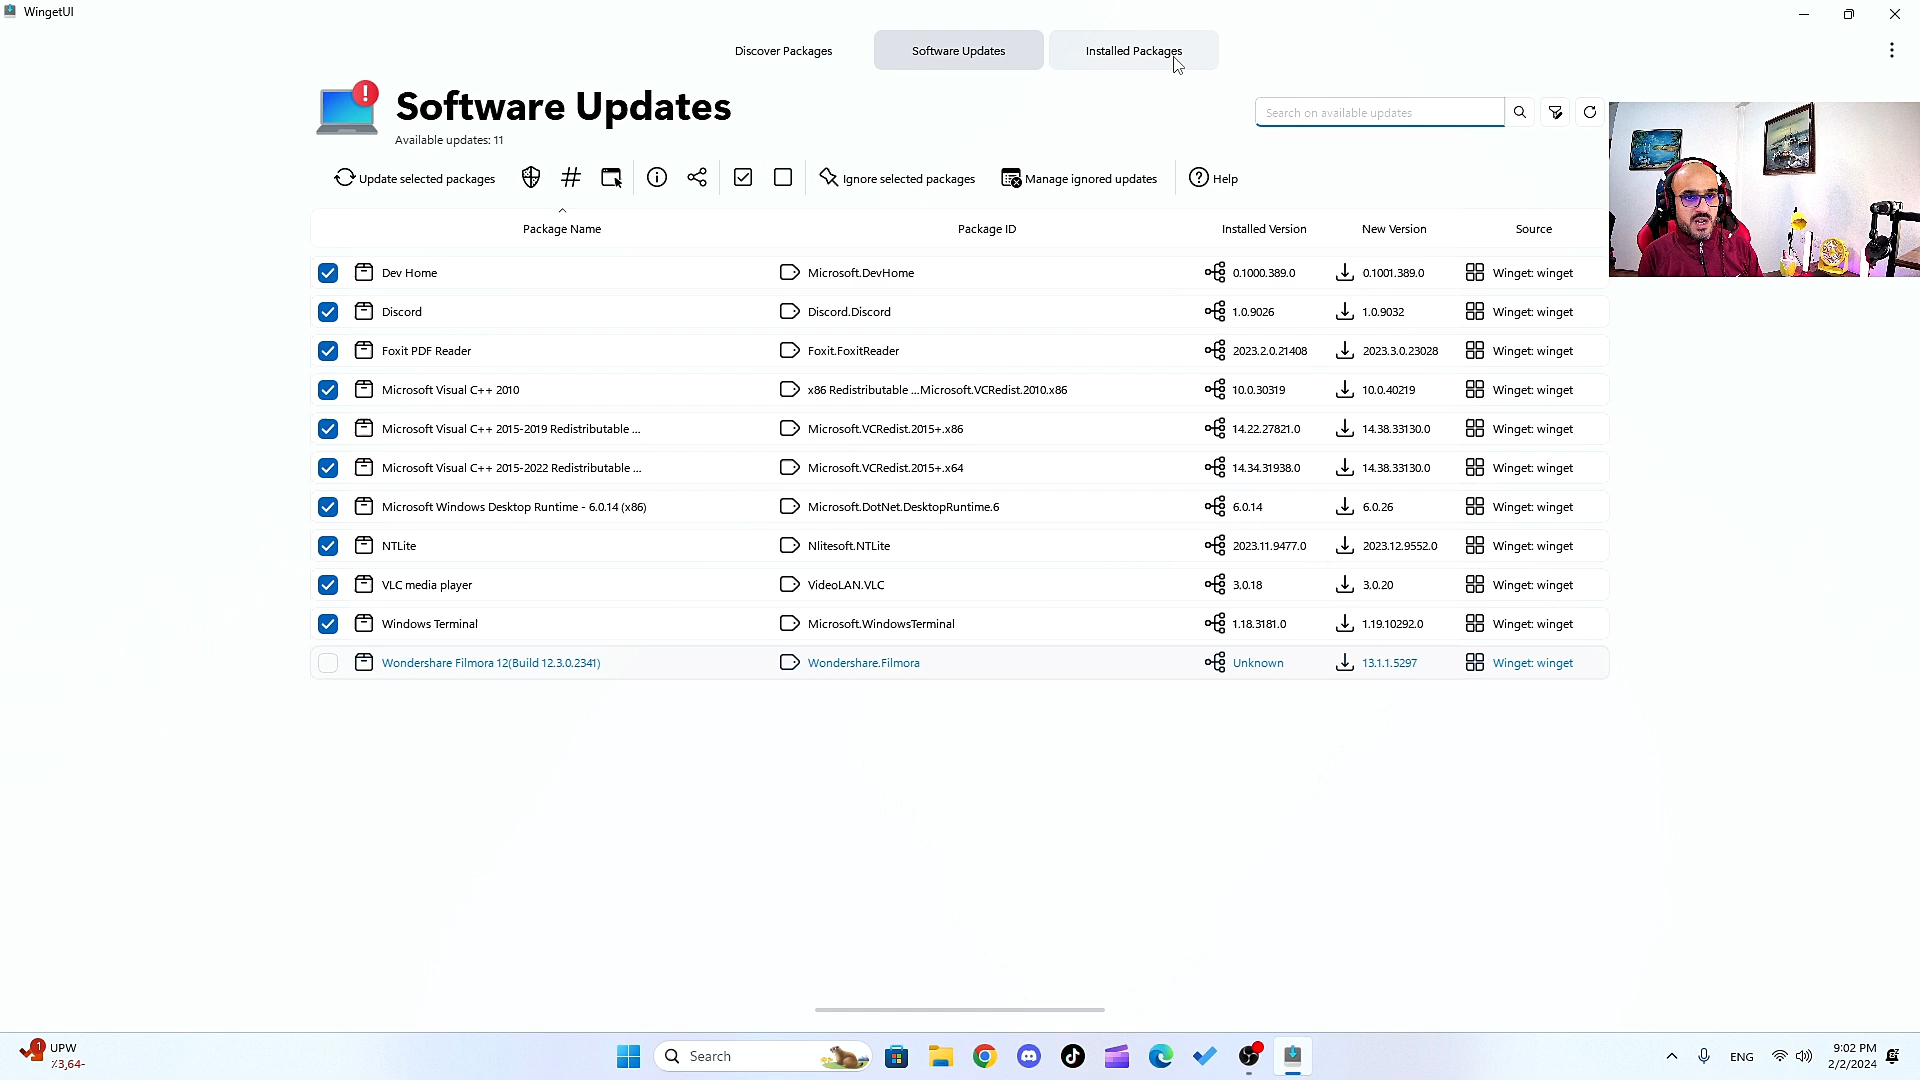 WingetUI
Discover Packages
Software Updates
Installed Packages
Software Updates
Available updates: 11
Search on available updates
Update selected packages
Ignore selected packages
Manage ignored updates
Help
Package Name Package ID Installed Version New Version Source
Dev Home Microsoft.DevHome 0.1000.389.0 0.1001.389.0 Winget: winget
Discord Discord.Discord 1.0.9026 1.0.9032 Winget: winget
Foxit PDF Reader Foxit.FoxitReader 2023.2.0.21408 2023.3.0.23028 Winget: winget
Microsoft Visual C++ 2010 x86 Redistributable ...Microsoft.VCRedist.2010.x86 10.0.30319 10.0.40219 Winget: winget
Microsoft Visual C++ 2015-2019 Redistributable ... Microsoft.VCRedist.2015+.x86 14.22.27821.0 14.38.33130.0 Winget: winget
Microsoft Visual C++ 2015-2022 Redistributable ... Microsoft.VCRedist.2015+.x64 14.34.31938.0 14.38.33130.0 Winget: winget
Microsoft Windows Desktop Runtime - 6.0.14 (x86) Microsoft.DotNet.DesktopRuntime.6 6.0.14 6.0.26 Winget: winget
NTLite Nlitesoft.NTLite 2023.11.9477.0 2023.12.9552.0 Winget: winget
VLC media player VideoLAN.VLC 3.0.18 3.0.20 Winget: winget
Windows Terminal Microsoft.WindowsTerminal 1.18.3181.0 1.19.10292.0 Winget: winget
Wondershare Filmora 12(Build 12.3.0.2341) Wondershare.Filmora Unknown 13.1.1.5297 Winget: winget
1
UPW
٪3,64-
Search
ENG
9:02 PM
2/2/2024